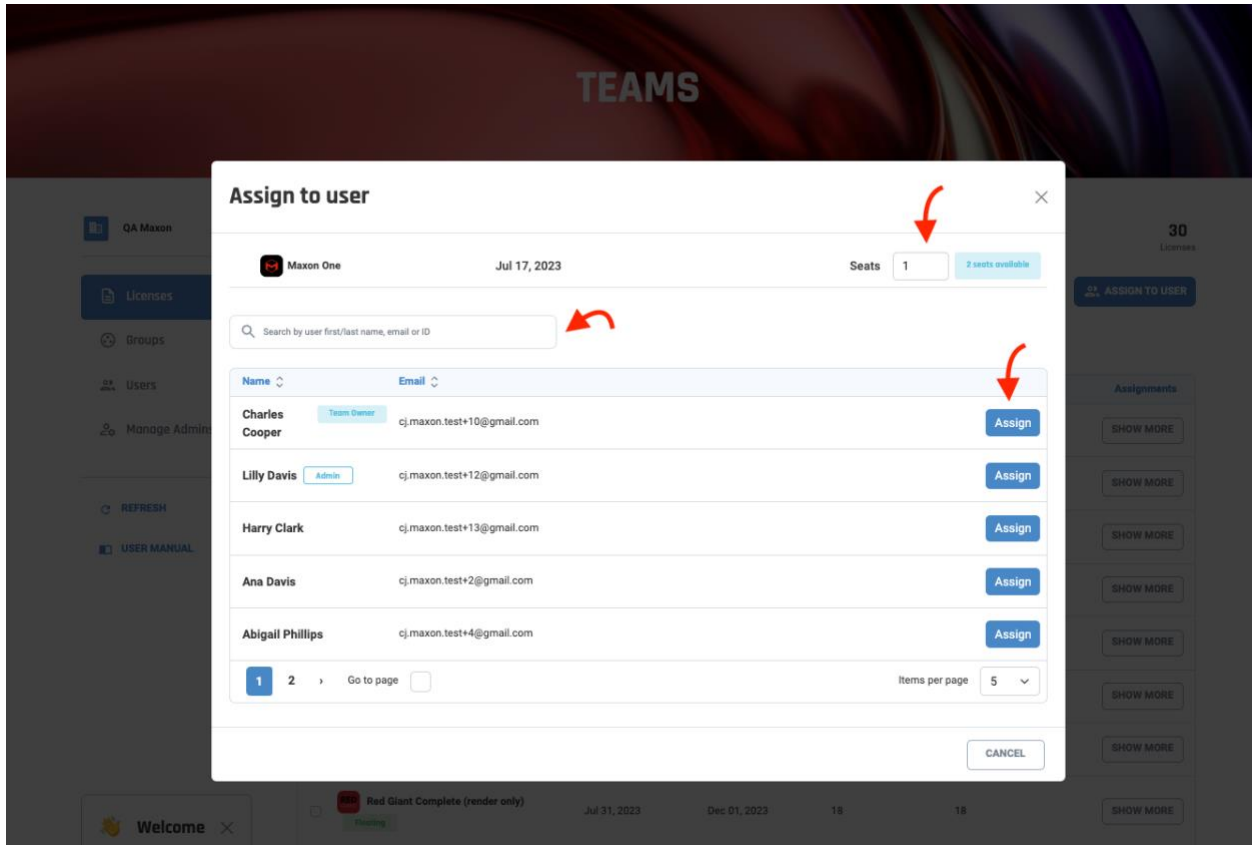 TEAMS
Assign to user
QA Maxon
30
Licenses
Maxon One
Jul 17, 2023
Seats
1
2 seats available
Licenses
ASSIGN TO USER
Search by user first/last name, email or ID
Groups
Users
Name
Email
Assignments
Charles
Cooper
Team Owner
cj.maxon.test+10@gmail.com
Assign
Manage Admins
SHOW MORE
Lilly Davis
Admin
cj.maxon.test+12@gmail.com
Assign
SHOW MORE
REFRESH
Harry Clark
cj.maxon.test+13@gmail.com
Assign
SHOW MORE
USER MANUAL
Ana Davis
cj.maxon.test+2@gmail.com
Assign
SHOW MORE
Abigail Phillips
cj.maxon.test+4@gmail.com
Assign
SHOW MORE
1 2 › Go to page
Items per page
5
SHOW MORE
CANCEL
SHOW MORE
RED
Red Giant Complete (render only)
Floating
Jul 31, 2023
Dec 01, 2023
18
18
SHOW MORE
Welcome